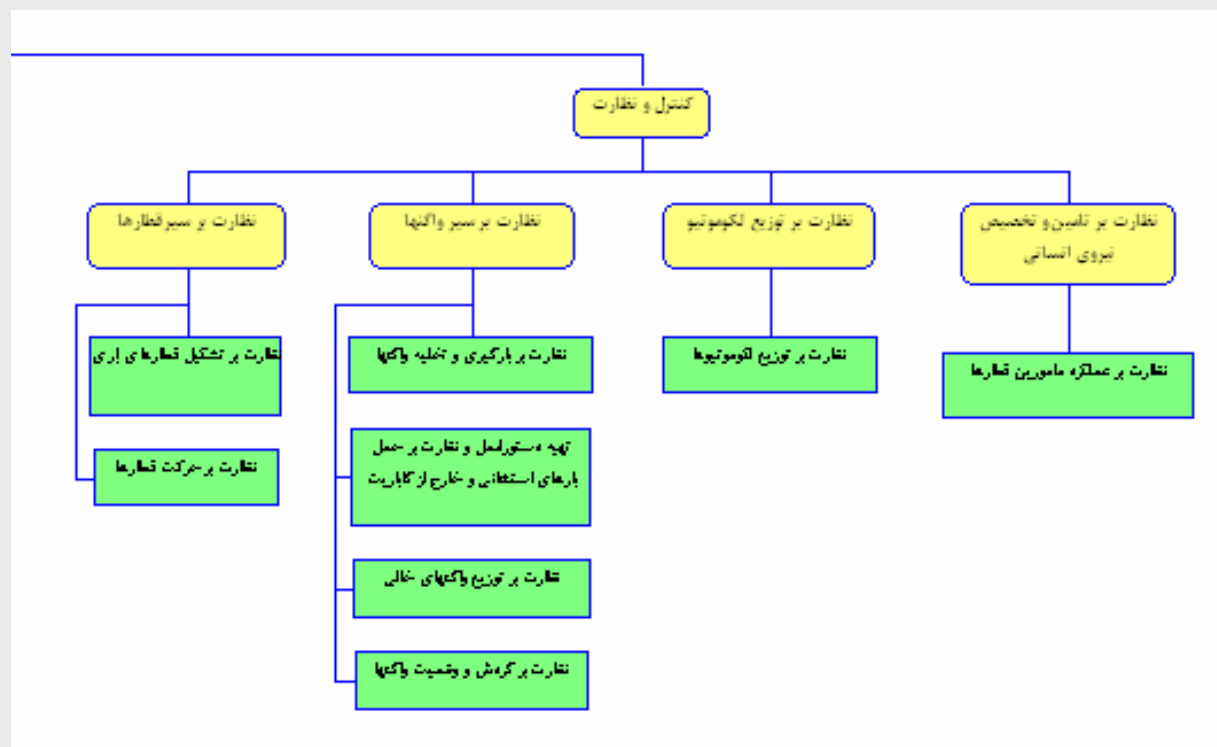 کنترل و نظارت
نظارت بر تامین و تخصیص
نیروی انسانی
نظارت بر توزیع لکوموتیو
نظارت بر سیر واگنها
نظارت بر سیر قطارها
نظارت بر عملکرد مامورین قطارها
نظارت بر توزیع لکوموتیوها
نظارت بر بارگیری و تخلیه واگنها
تهیه دستورالعمل و نظارت بر حمل
بارهای استثنائی و خارج از گاباریت
نظارت بر توزیع واگنهای خالی
نظارت بر گردش و وضعیت واگنها
نظارت بر تشکیل قطارهای
نظارت بر حرکت قطارها